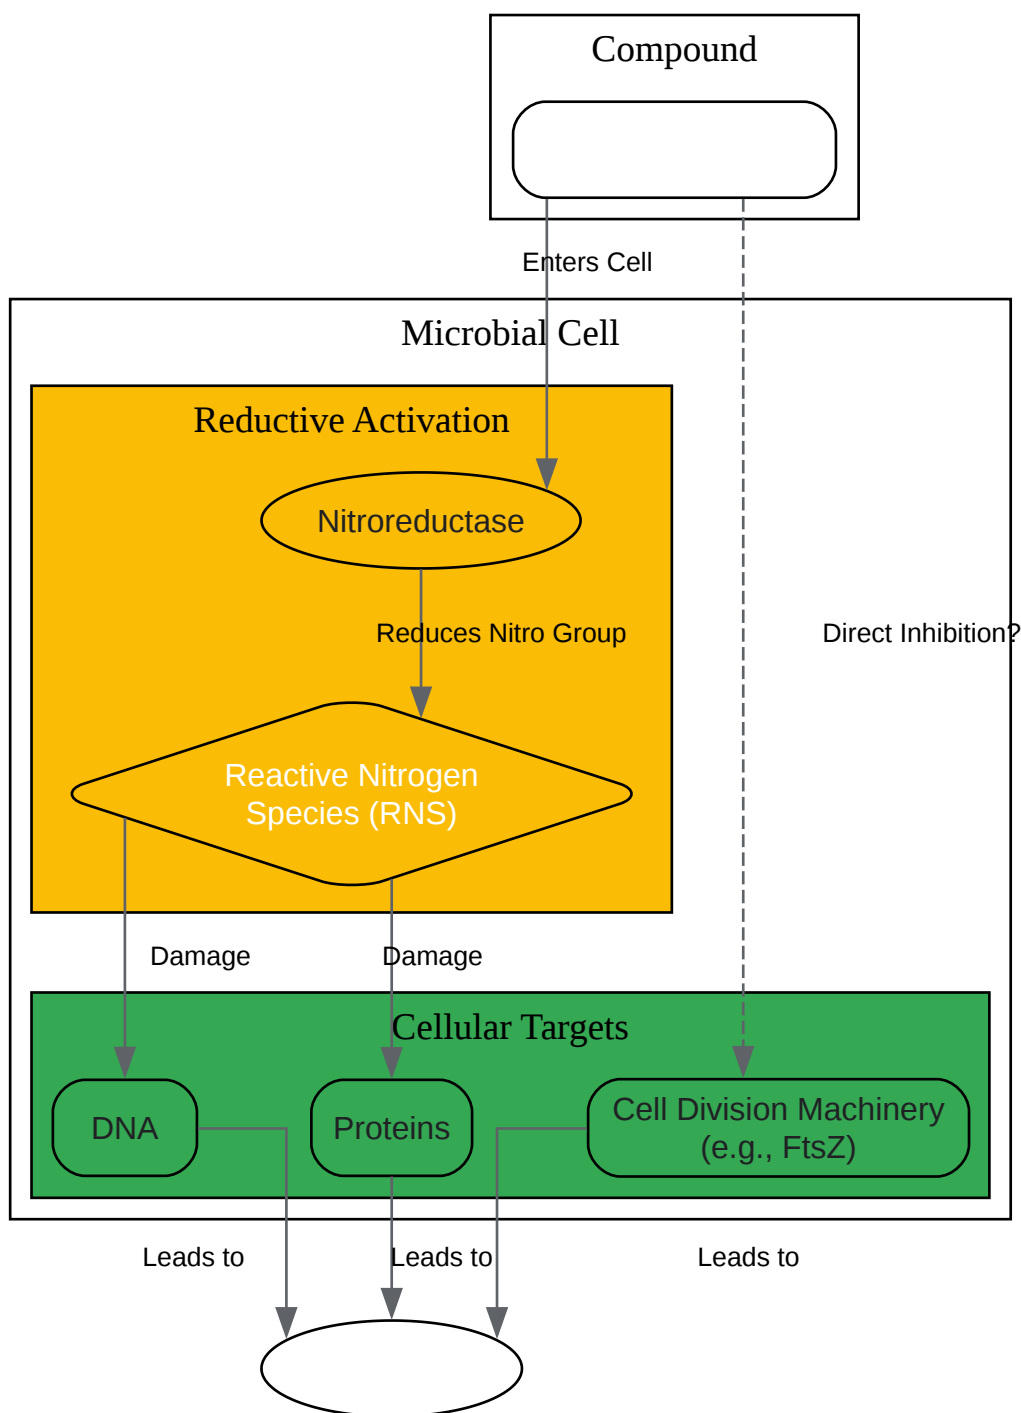 Compound
Enters Cell
Microbial Cell
Reductive Activation
Nitroreductase
Reduces Nitro Group
Direct Inhibition?
Reactive Nitrogen
Species (RNS)
Damage
Damage
Cellular Targets
DNA
Proteins
Cell Division Machinery
(e.g., FtsZ)
Leads to
Leads to
Leads to